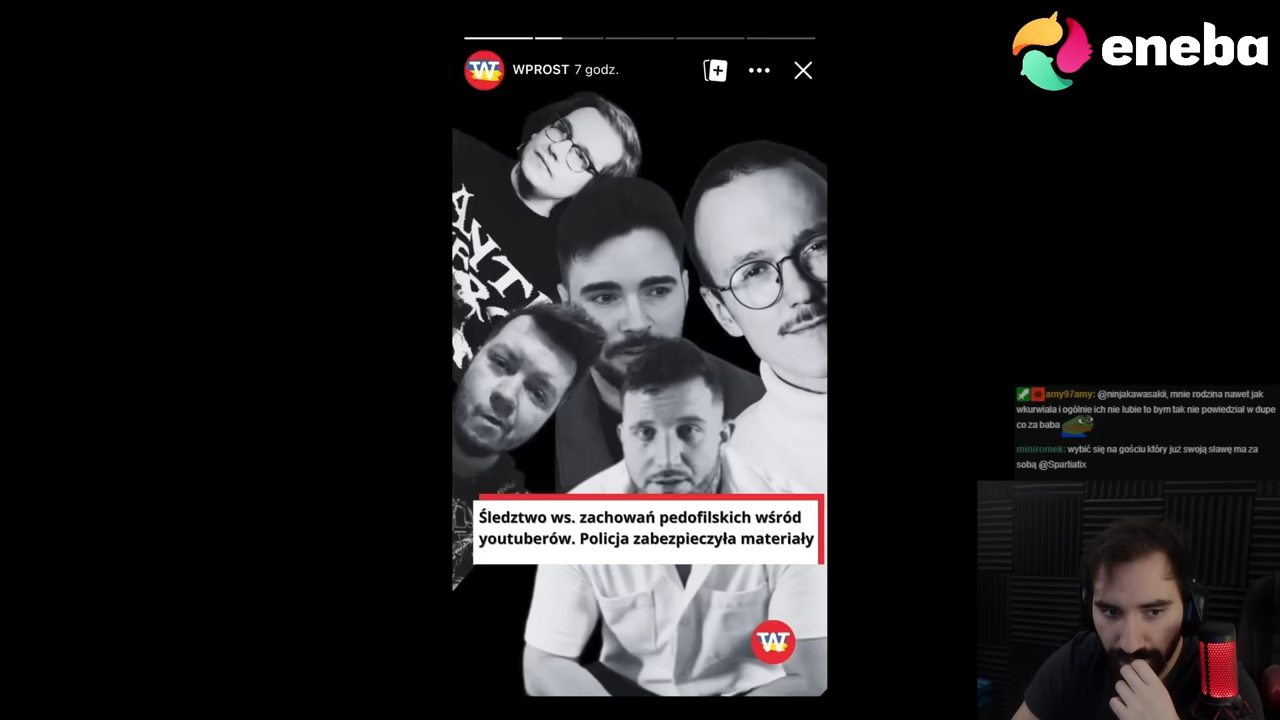 eneba
WPROST 7 godz.
ANTI
Śledztwo ws. zachowań pedofilskich wśród
youtuberów. Policja zabezpieczyła materiały
W
amy97amy: @ninjakawasakii, mnie rodzina nawet jak
wkurwiała i ogólnie ich nie lubie to bym tak nie powiedział w dupe
co za baba
miniromek: wybić się na gościu który już swoją sławę ma za
sobą @Spartiatix